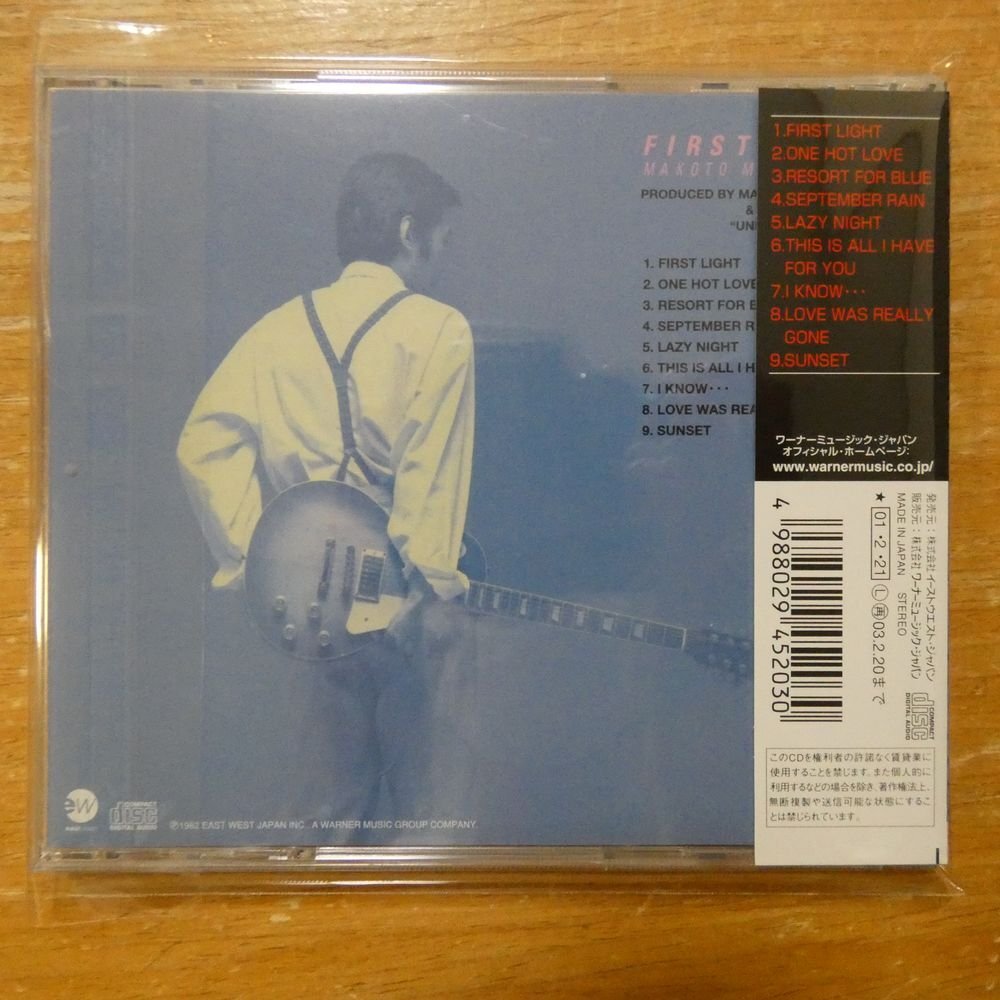 FIRST
MAKOTO M
PRODUCED BY MA
&
"UN
1. FIRST LIGHT
2. ONE HOT LOVE
3. RESORT FOR B
4. SEPTEMBER R
5. LAZY NIGHT
6. THIS IS ALL I H
7. I KNOW・・・
8. LOVE WAS REA
9. SUNSET
ew
COMPACT
disc
DIGITAL AUDIO
℗1982 EAST WEST JAPAN INC. A WARNER MUSIC GROUP COMPANY.
1.FIRST LIGHT
2.ONE HOT LOVE
3.RESORT FOR BLUE
4.SEPTEMBER RAIN
5.LAZY NIGHT
6.THIS IS ALL I HAVE
FOR YOU
7.I KNOW・・・
8.LOVE WAS REALLY
GONE
9.SUNSET
ワーナーミュージック・ジャパン
オフィシャル・ホームページ:
www.warnermusic.co.jp/
発売元:株式会社 イーストウエスト・ジャパン
販売元:株式会社 ワーナーミュージック・ジャパン
MADE IN JAPAN STEREO
★ 01・2・21 Ⓛ ㊢03.2.20まで
4 988029 452030
COMPACT
disc
DIGITAL AUDIO
このCDを権利者の許諾なく賃貸業に
使用することを禁じます。また個人的に
利用するなどの場合を除き、著作権法上、
無断複製や送信可能な状態にするこ
とは禁じられています。